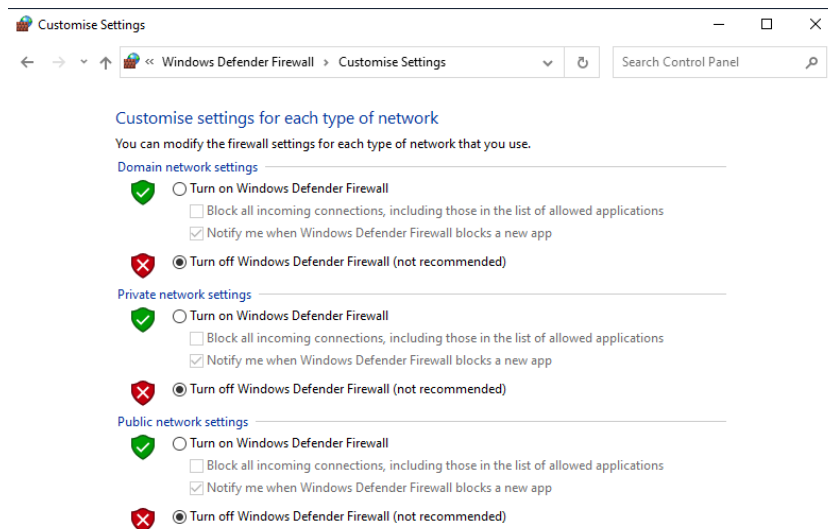 Customise Settings
« Windows Defender Firewall › Customise Settings
Search Control Panel
Customise settings for each type of network
You can modify the firewall settings for each type of network that you use.
Domain network settings
Turn on Windows Defender Firewall
Block all incoming connections, including those in the list of allowed applications
Notify me when Windows Defender Firewall blocks a new app
Turn off Windows Defender Firewall (not recommended)
Private network settings
Turn on Windows Defender Firewall
Block all incoming connections, including those in the list of allowed applications
Notify me when Windows Defender Firewall blocks a new app
Turn off Windows Defender Firewall (not recommended)
Public network settings
Turn on Windows Defender Firewall
Block all incoming connections, including those in the list of allowed applications
Notify me when Windows Defender Firewall blocks a new app
Turn off Windows Defender Firewall (not recommended)